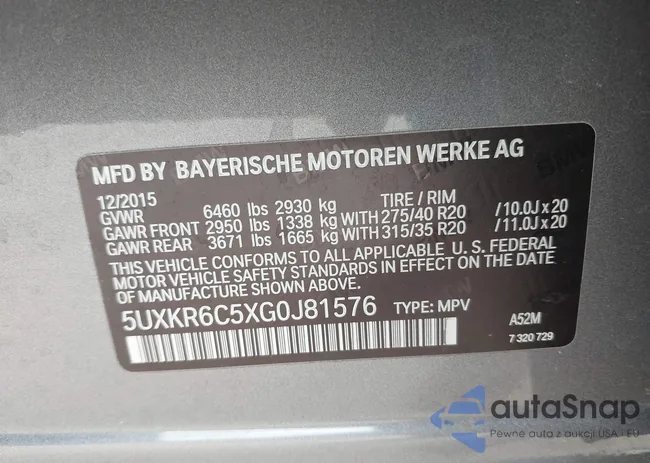 MFD BY BAYERISCHE MOTOREN WERKE AG
12/2015 TIRE / RIM
GVWR 6460 lbs 2930 kg
GAWR FRONT 2950 lbs 1338 kg WITH 275/40 R20 /10.0J x 20
GAWR REAR 3671 lbs 1665 kg WITH 315/35 R20 /11.0J x 20
THIS VEHICLE CONFORMS TO ALL APPLICABLE U. S. FEDERAL
MOTOR VEHICLE SAFETY STANDARDS IN EFFECT ON THE
DATE OF MANUFACTURE SHOWN ABOVE.
5UXKR6C5XG0J81576 TYPE: MPV
A52M
7 320 729
autoSnap
Pewne auto z aukcji USA i EU